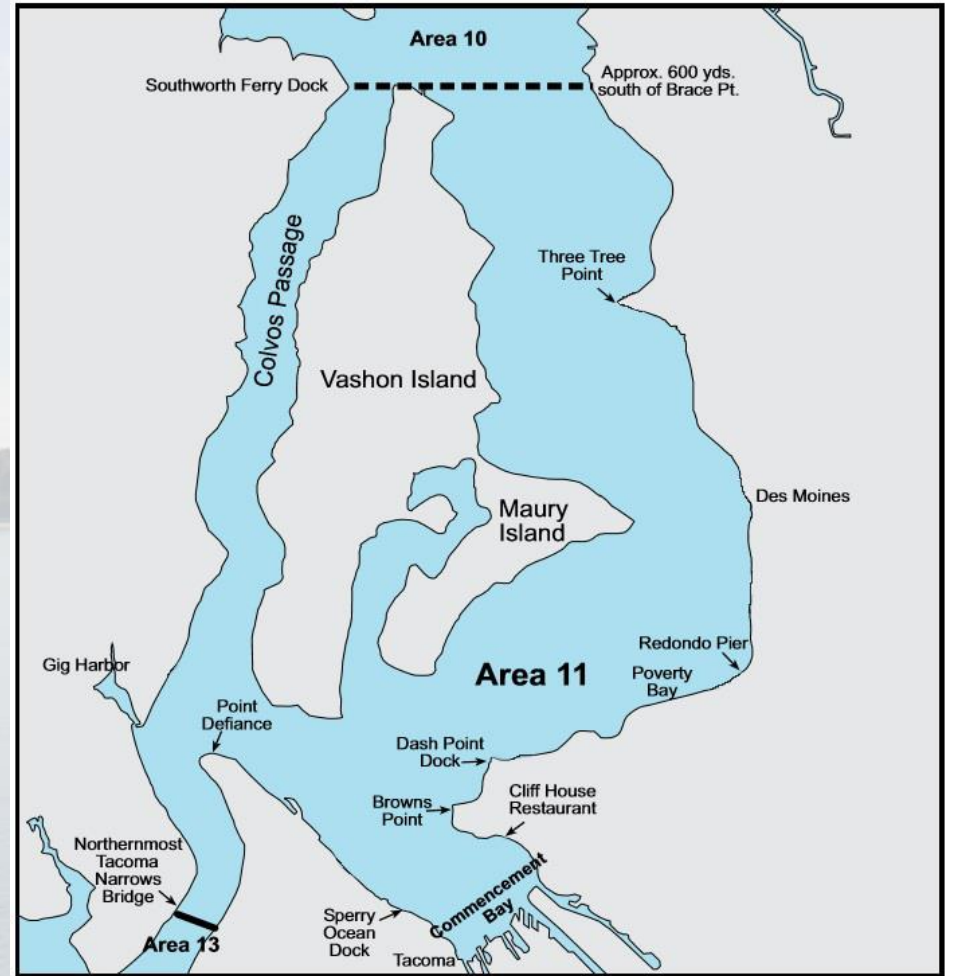 Area 10
Southworth Ferry Dock
Approx. 600 yds.
south of Brace Pt.
Colvos Passage
Three Tree
Point
Vashon Island
Maury
Island
Des Moines
Redondo Pier
Gig Harbor
Area 11
Poverty
Bay
Point
Defiance
Dash Point
Dock
Cliff House
Restaurant
Browns
Point
Northernmost
Tacoma
Narrows
Bridge
Commencement
Bay
Sperry
Ocean
Dock
Area 13
Tacoma